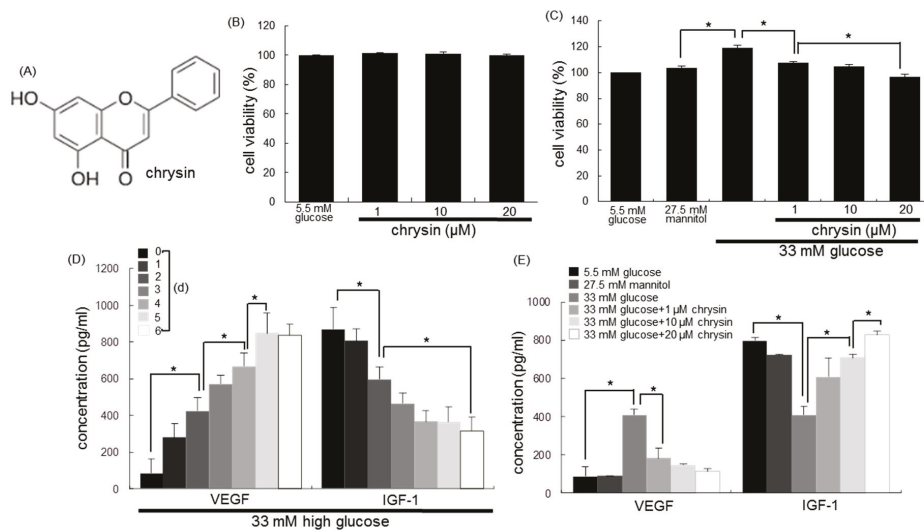 (A)
HO
O
OH
O
chrysin
(B)
cell viability (%)
120
100
80
60
40
20
0
5.5 mM
glucose
1
10
20
chrysin (µM)
(C)
cell viability (%)
140
120
100
80
60
40
20
0
*
*
*
5.5 mM
glucose
27.5 mM
mannitol
1
10
20
chrysin (µM)
33 mM glucose
(D)
0
1
2
3
4
5
6
(d)
concentration (pg/ml)
1200
1000
800
600
400
200
0
*
*
*
*
*
VEGF
IGF-1
33 mM high glucose
(E)
5.5 mM glucose
27.5 mM mannitol
33 mM glucose
33 mM glucose+1 µM chrysin
33 mM glucose+10 µM chrysin
33 mM glucose+20 µM chrysin
concentration (pg/ml)
800
600
400
200
0
*
*
*
*
*
VEGF
IGF-1